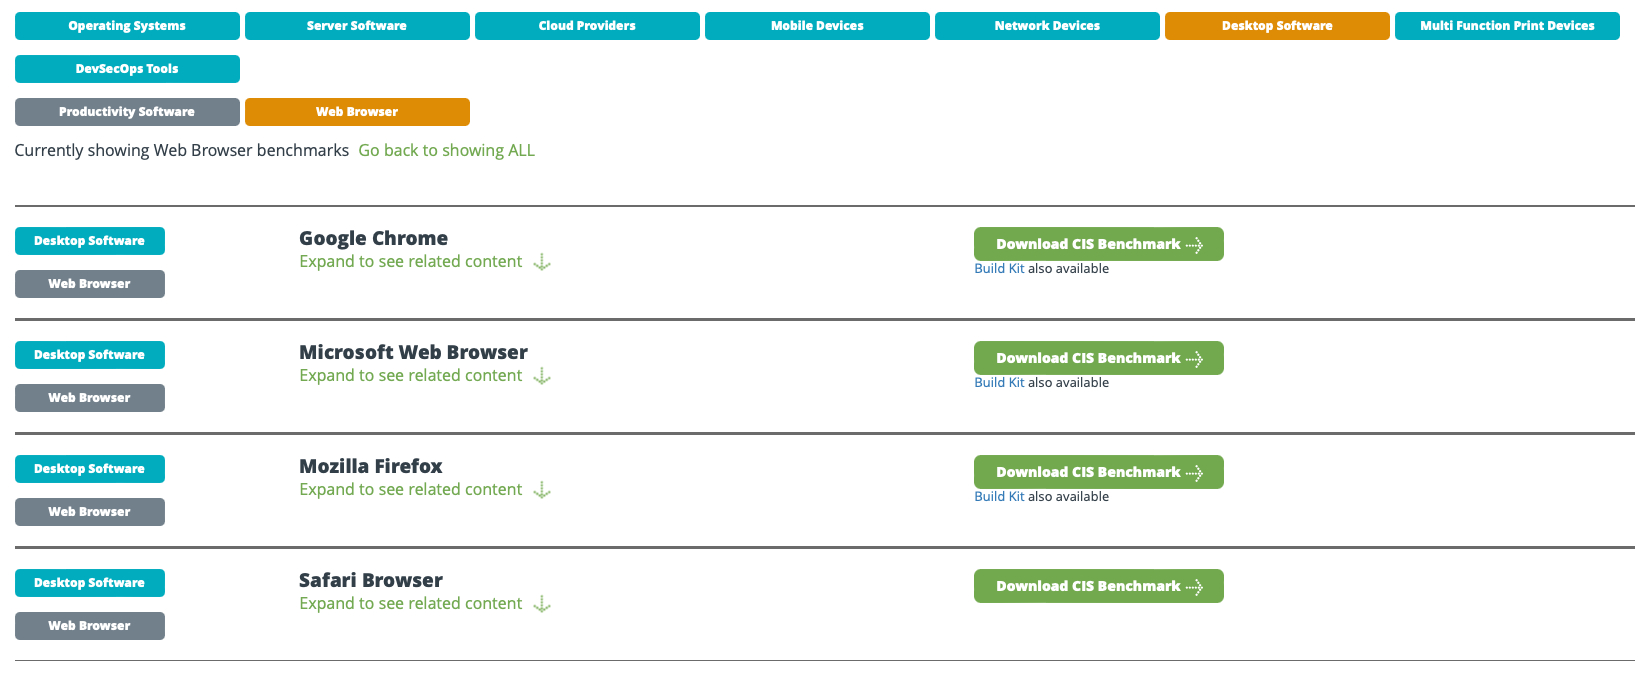 Operating Systems Server Software Cloud Providers Mobile Devices Network Devices Desktop Software Multi Function Print Devices
DevSecOps Tools
Productivity Software Web Browser
Currently showing Web Browser benchmarks Go back to showing ALL
Desktop Software Google Chrome Download CIS Benchmark
Expand to see related content Build Kit also available
Web Browser
Desktop Software Microsoft Web Browser Download CIS Benchmark
Expand to see related content Build Kit also available
Web Browser
Desktop Software Mozilla Firefox Download CIS Benchmark
Expand to see related content Build Kit also available
Web Browser
Desktop Software Safari Browser Download CIS Benchmark
Expand to see related content
Web Browser